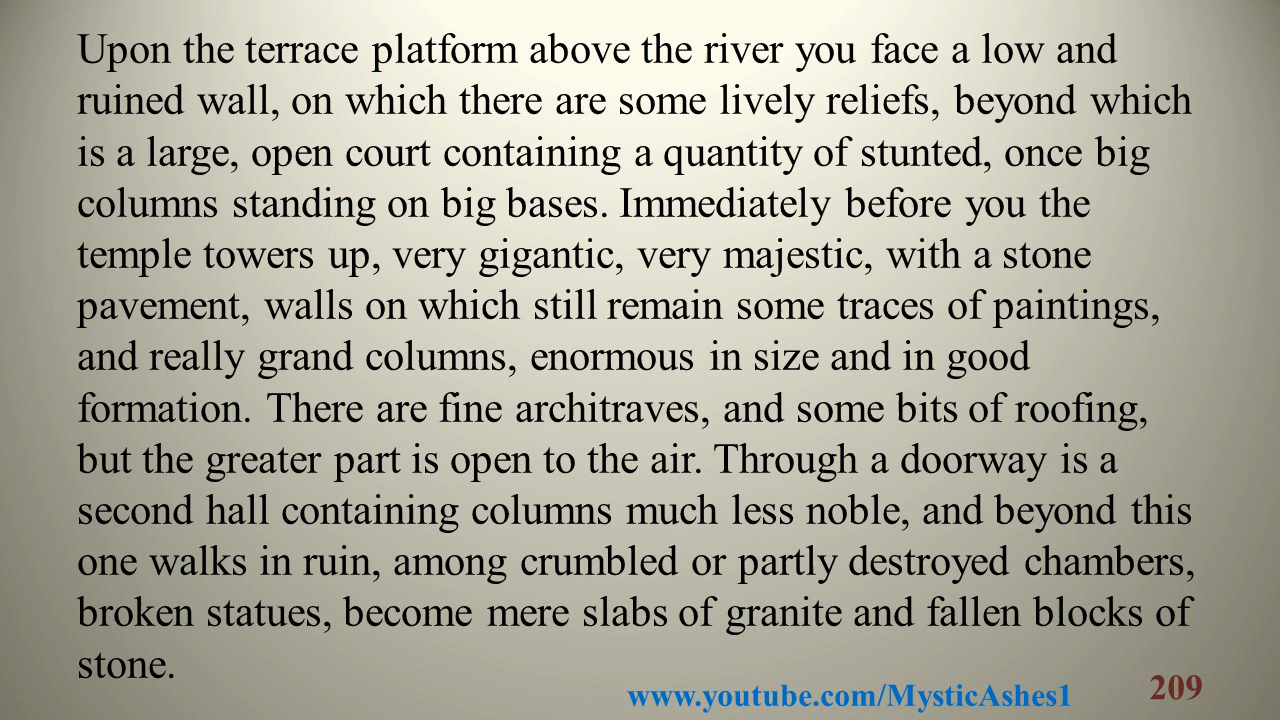 Upon the terrace platform above the river you face a low and
ruined wall, on which there are some lively reliefs, beyond which
is a large, open court containing a quantity of stunted, once big
columns standing on big bases. Immediately before you the
temple towers up, very gigantic, very majestic, with a stone
pavement, walls on which still remain some traces of paintings,
and really grand columns, enormous in size and in good
formation. There are fine architraves, and some bits of roofing,
but the greater part is open to the air. Through a doorway is a
second hall containing columns much less noble, and beyond this
one walks in ruin, among crumbled or partly destroyed chambers,
broken statues, become mere slabs of granite and fallen blocks of
stone.
www.youtube.com/MysticAshes1
209